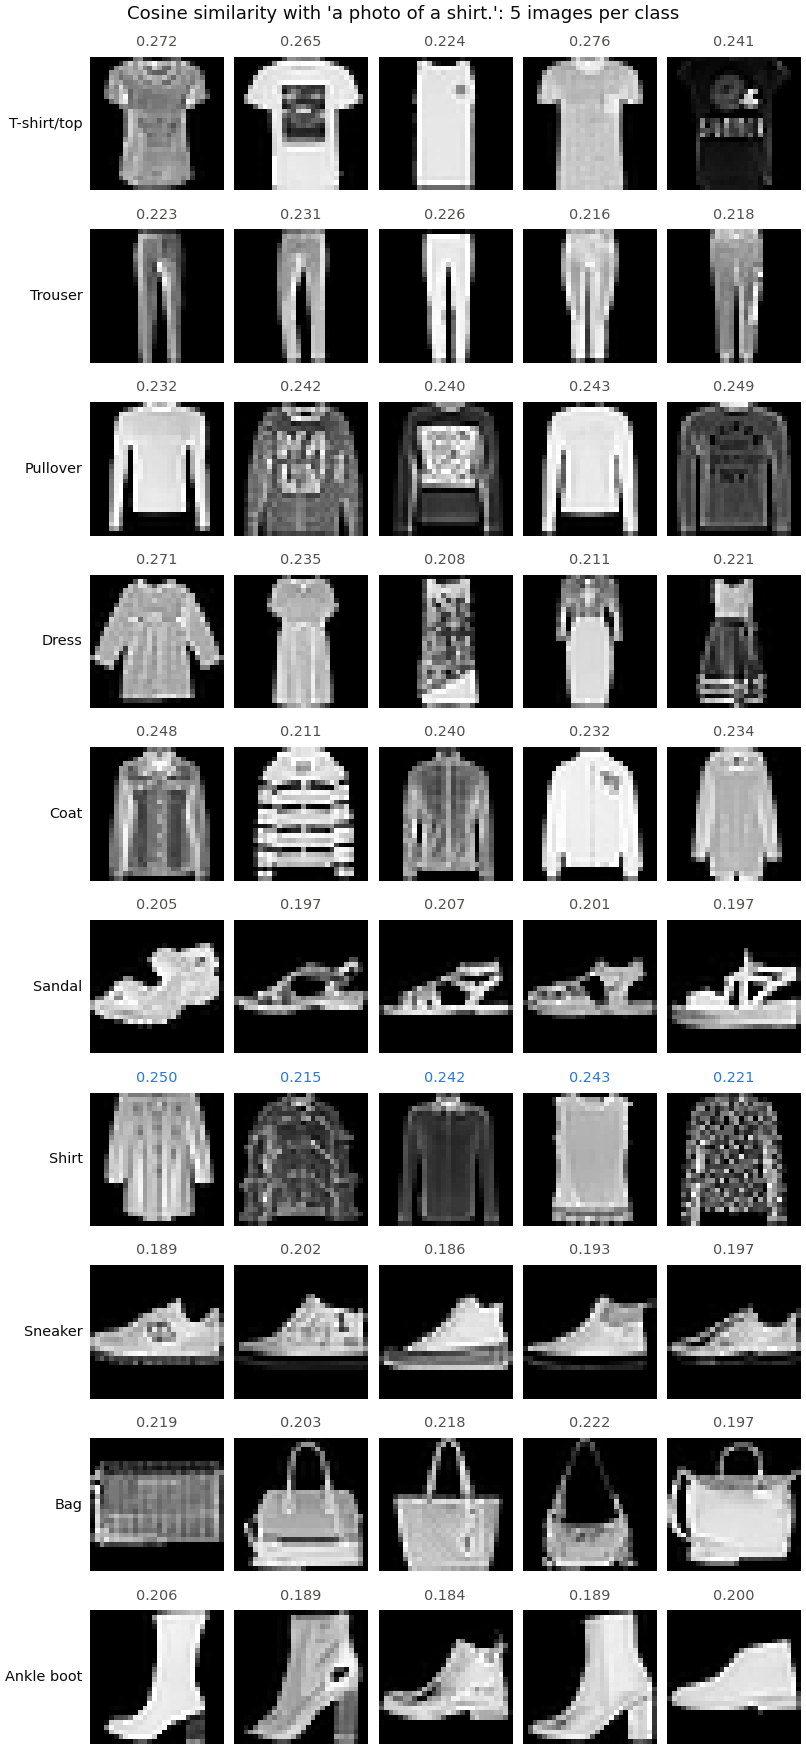 Cosine similarity with 'a photo of a shirt.': 5 images per class
0.272 0.265 0.224 0.276 0.241
T-shirt/top
0.223 0.231 0.226 0.216 0.218
Trouser
0.232 0.242 0.240 0.243 0.249
Pullover
0.271 0.235 0.208 0.211 0.221
Dress
0.248 0.211 0.240 0.232 0.234
Coat
0.205 0.197 0.207 0.201 0.197
Sandal
0.250 0.215 0.242 0.243 0.221
Shirt
0.189 0.202 0.186 0.193 0.197
Sneaker
0.219 0.203 0.218 0.222 0.197
Bag
0.206 0.189 0.184 0.189 0.200
Ankle boot